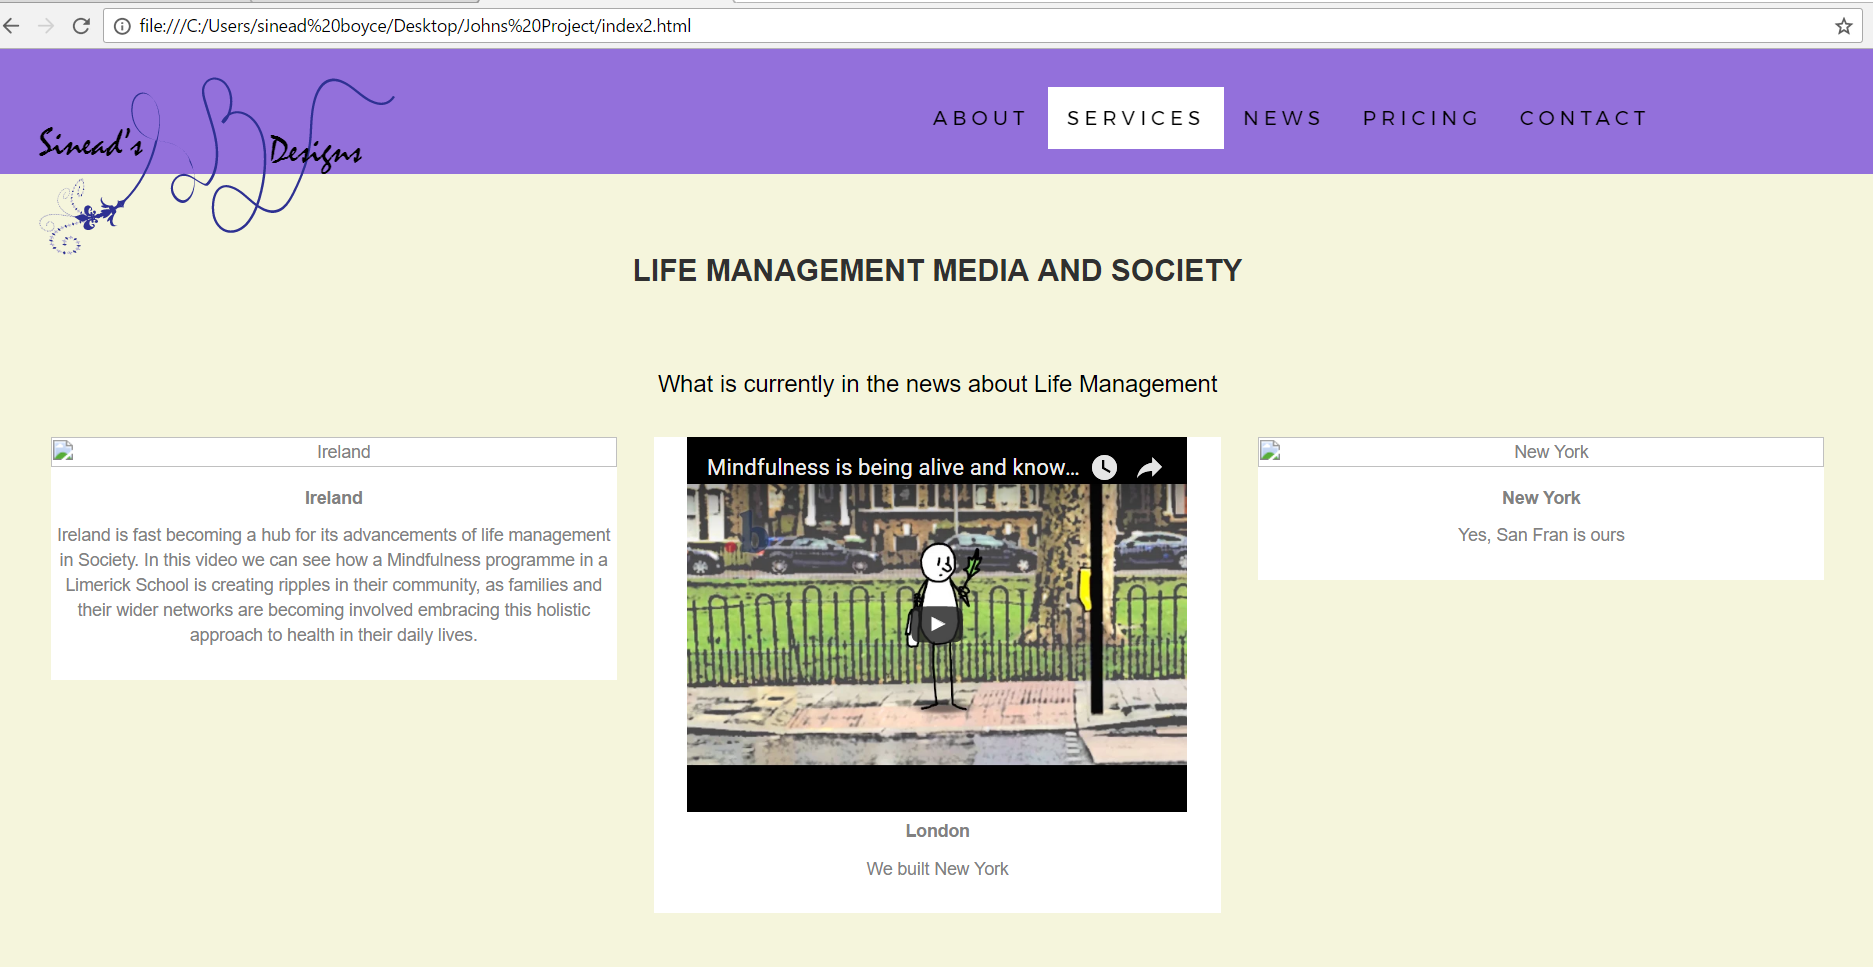 file:///C:/Users/sinead%20boyce/Desktop/Johns%20Project/index2.html
Sinead's
Designs
ABOUT SERVICES NEWS PRICING CONTACT
LIFE MANAGEMENT MEDIA AND SOCIETY
What is currently in the news about Life Management
Ireland
Ireland
Ireland is fast becoming a hub for its advancements of life management
in Society. In this video we can see how a Mindfulness programme in a
Limerick School is creating ripples in their community, as families and
their wider networks are becoming involved embracing this holistic
approach to health in their daily lives.
Mindfulness is being alive and know...
b
London
We built New York
New York
New York
Yes, San Fran is ours